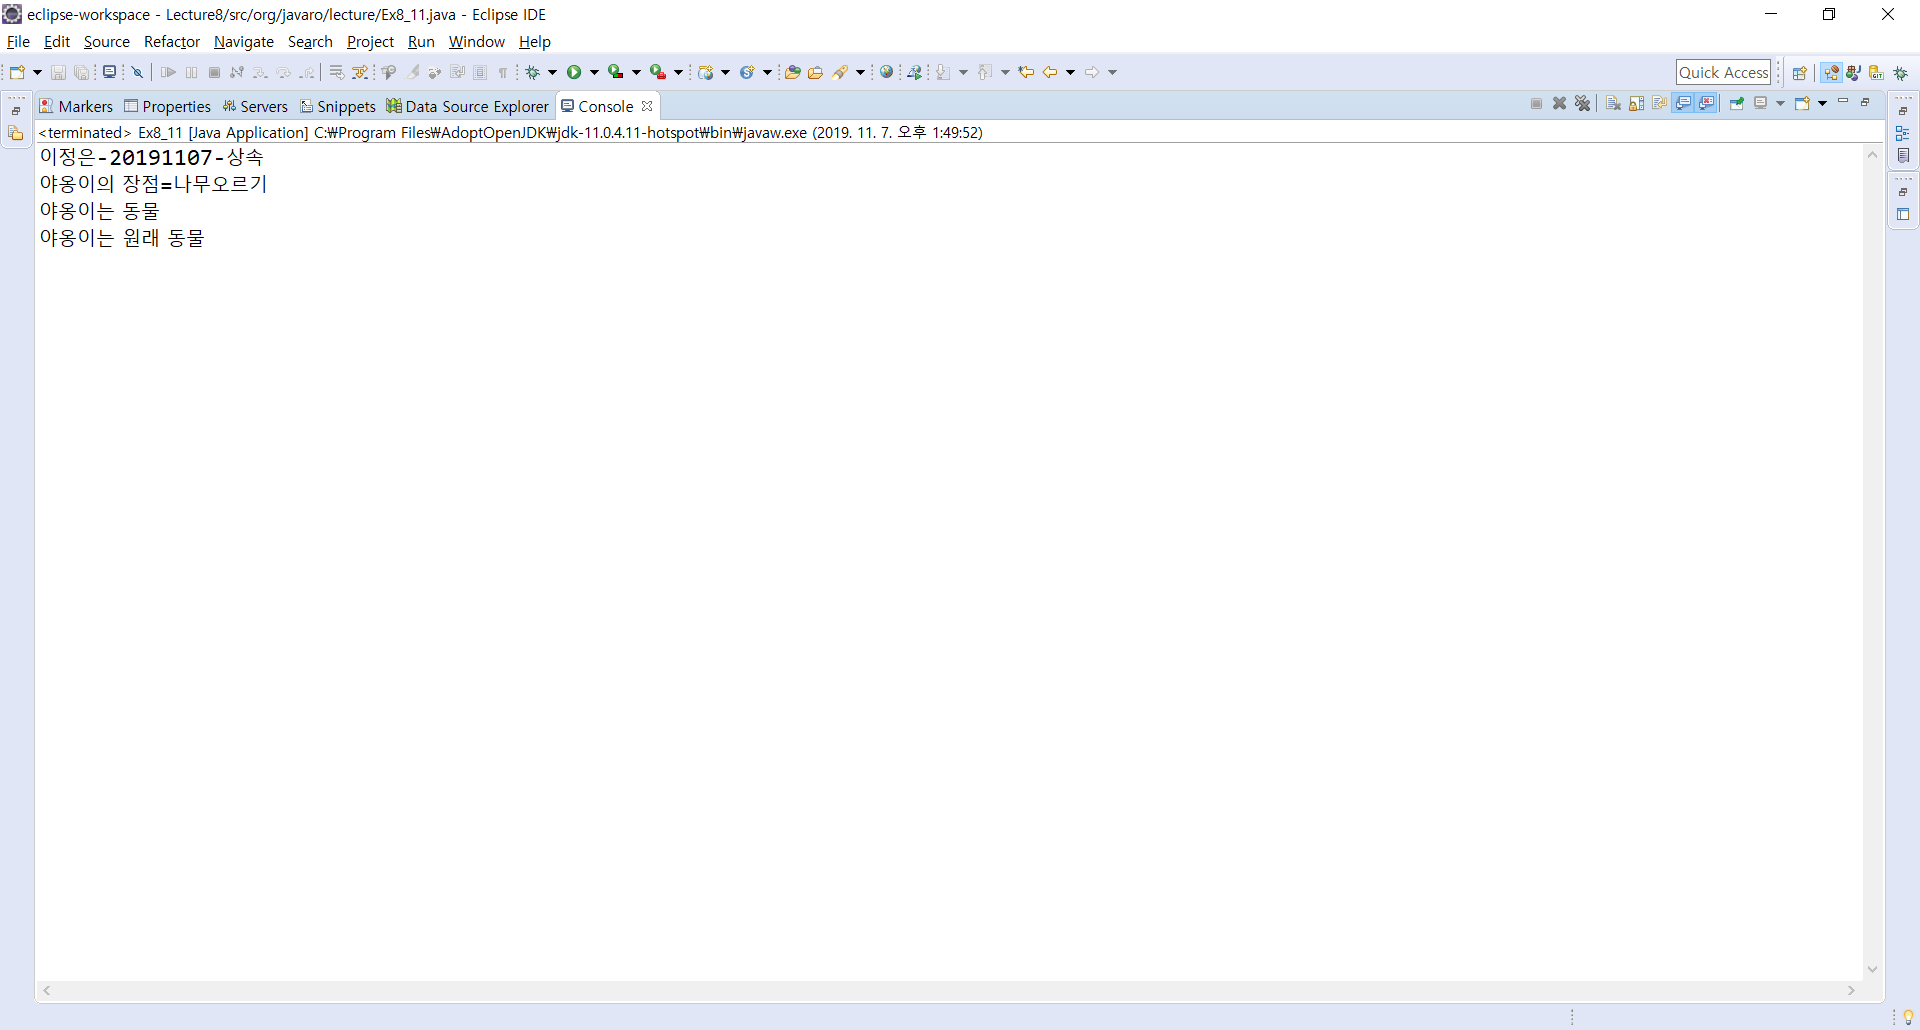 eclipse-workspace - Lecture8/src/org/javaro/lecture/Ex8_11.java - Eclipse IDE
File Edit Source Refactor Navigate Search Project Run Window Help
Quick Access
Markers Properties Servers Snippets Data Source Explorer Console
<terminated> Ex8_11 [Java Application] C:₩Program Files₩AdoptOpenJDK₩jdk-11.0.4.11-hotspot₩bin₩javaw.exe (2019. 11. 7. 오후 1:49:52)
이정은-20191107-상속
야옹이의 장점=나무오르기
야옹이는 동물
야옹이는 원래 동물